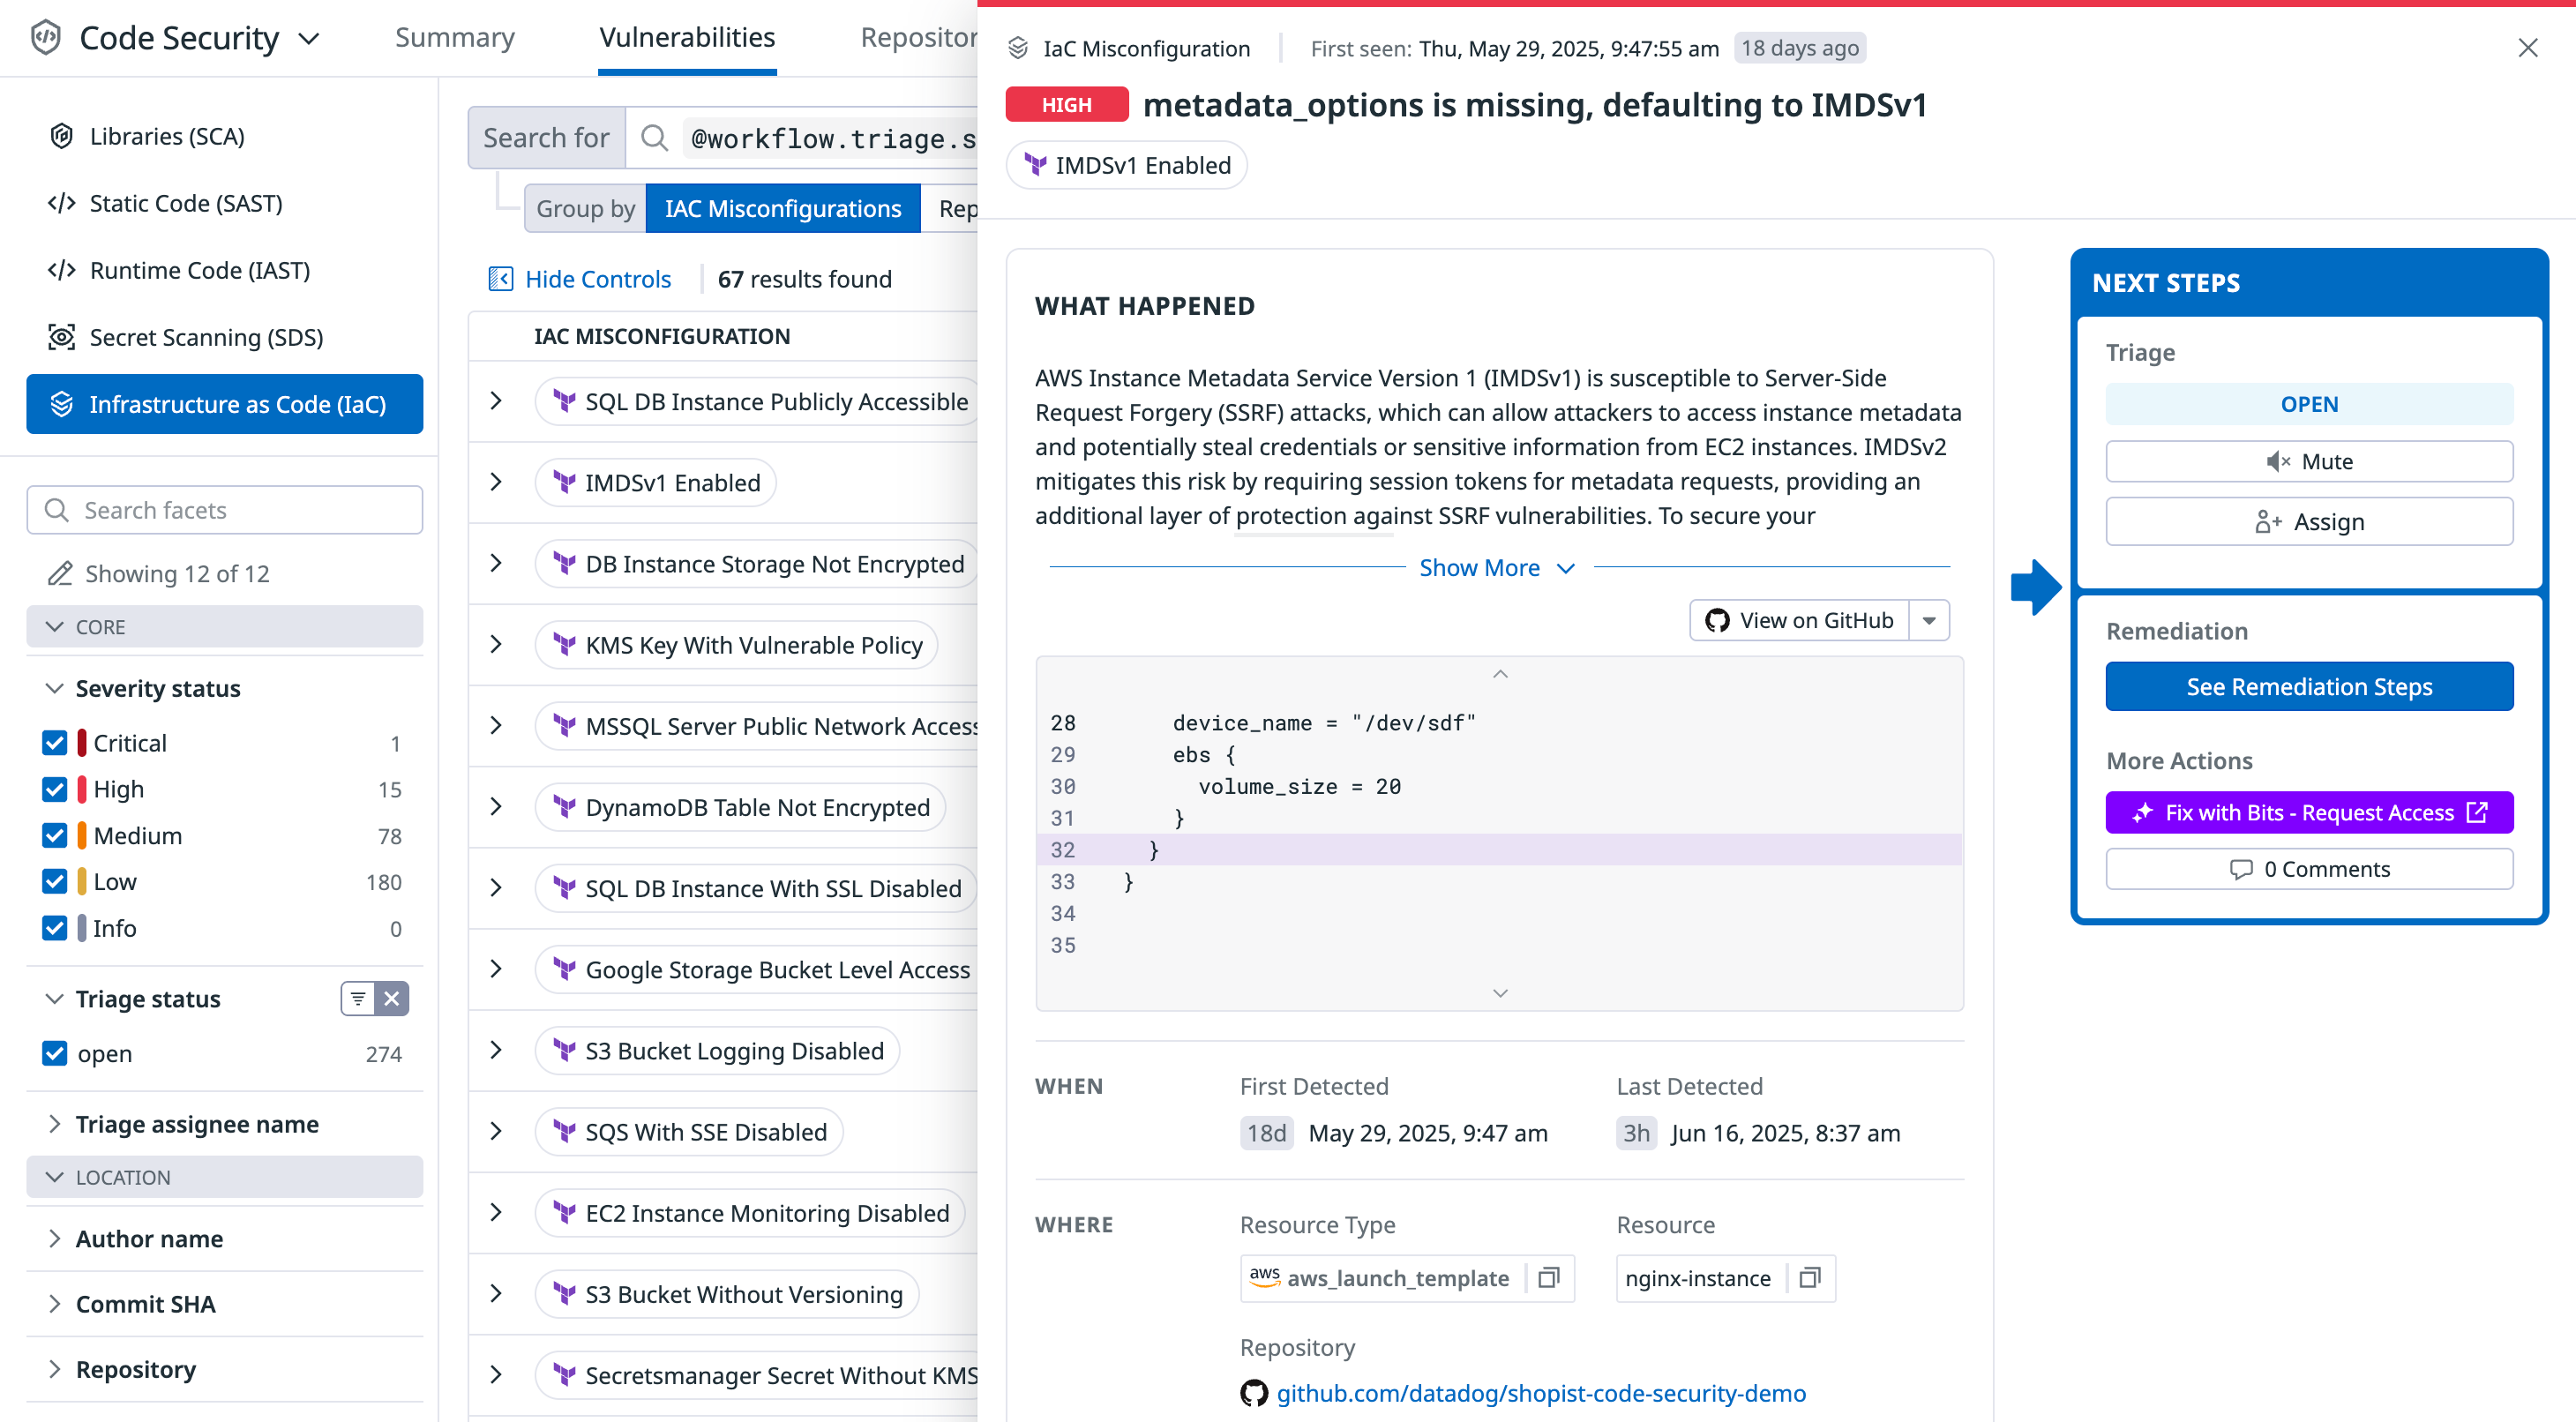 Code Security
Summary
Vulnerabilities
Repositor
Libraries (SCA)
Static Code (SAST)
Runtime Code (IAST)
Secret Scanning (SDS)
Infrastructure as Code (IaC)
Search facets
Showing 12 of 12
CORE
Severity status
Critical 1
High 15
Medium 78
Low 180
Info 0
Triage status
open 274
Triage assignee name
LOCATION
Author name
Commit SHA
Repository
Search for @workflow.triage.s
Group by IAC Misconfigurations Rep
Hide Controls 67 results found
IAC MISCONFIGURATION
SQL DB Instance Publicly Accessible
IMDSv1 Enabled
DB Instance Storage Not Encrypted
KMS Key With Vulnerable Policy
MSSQL Server Public Network Access
DynamoDB Table Not Encrypted
SQL DB Instance With SSL Disabled
Google Storage Bucket Level Access
S3 Bucket Logging Disabled
SQS With SSE Disabled
EC2 Instance Monitoring Disabled
S3 Bucket Without Versioning
Secretsmanager Secret Without KMS
IaC Misconfiguration First seen: Thu, May 29, 2025, 9:47:55 am 18 days ago
HIGH metadata_options is missing, defaulting to IMDSv1
IMDSv1 Enabled
WHAT HAPPENED
AWS Instance Metadata Service Version 1 (IMDSv1) is susceptible to Server-Side
Request Forgery (SSRF) attacks, which can allow attackers to access instance metadata
and potentially steal credentials or sensitive information from EC2 instances. IMDSv2
mitigates this risk by requiring session tokens for metadata requests, providing an
additional layer of protection against SSRF vulnerabilities. To secure your
Show More
View on GitHub
28 device_name = "/dev/sdf"
29 ebs {
30 volume_size = 20
31 }
32 }
33 }
34
35
WHEN
First Detected
18d May 29, 2025, 9:47 am
Last Detected
3h Jun 16, 2025, 8:37 am
WHERE
Resource Type
aws aws_launch_template
Resource
nginx-instance
Repository
github.com/datadog/shopist-code-security-demo
NEXT STEPS
Triage
OPEN
Mute
Assign
Remediation
See Remediation Steps
More Actions
Fix with Bits - Request Access
0 Comments